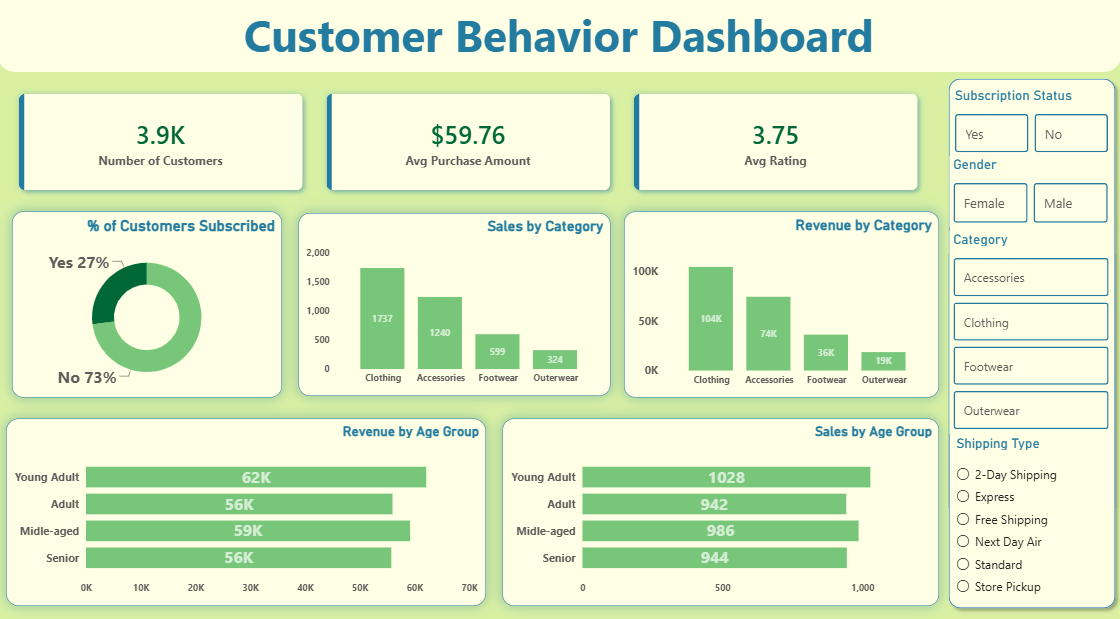 Customer Behavior Dashboard
3.9K
Number of Customers
$59.76
Avg Purchase Amount
3.75
Avg Rating
% of Customers Subscribed
Yes 27%
No 73%
Sales by Category
2,000
1,500
1,000
500
0
1737
1240
599
324
Clothing Accessories Footwear Outerwear
Revenue by Category
100K
50K
0K
104K
74K
36K
19K
Clothing Accessories Footwear Outerwear
Revenue by Age Group
Young Adult 62K
Adult 56K
Midle-aged 59K
Senior 56K
0K 10K 20K 30K 40K 50K 60K 70K
Sales by Age Group
Young Adult 1028
Adult 942
Midle-aged 986
Senior 944
0 500 1,000
Subscription Status
Yes No
Gender
Female Male
Category
Accessories
Clothing
Footwear
Outerwear
Shipping Type
2-Day Shipping
Express
Free Shipping
Next Day Air
Standard
Store Pickup